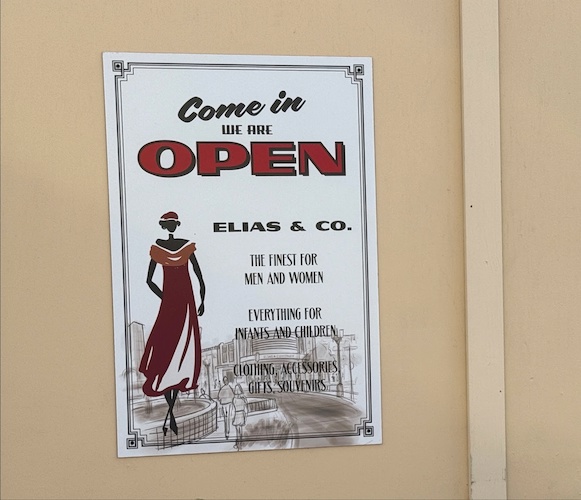 Come in
WE ARE
OPEN
ELIAS & CO.
THE FINEST FOR
MEN AND WOMEN
EVERYTHING FOR
INFANTS AND CHILDREN
CLOTHING, ACCESSORIES,
GIFTS, SOUVENIRS